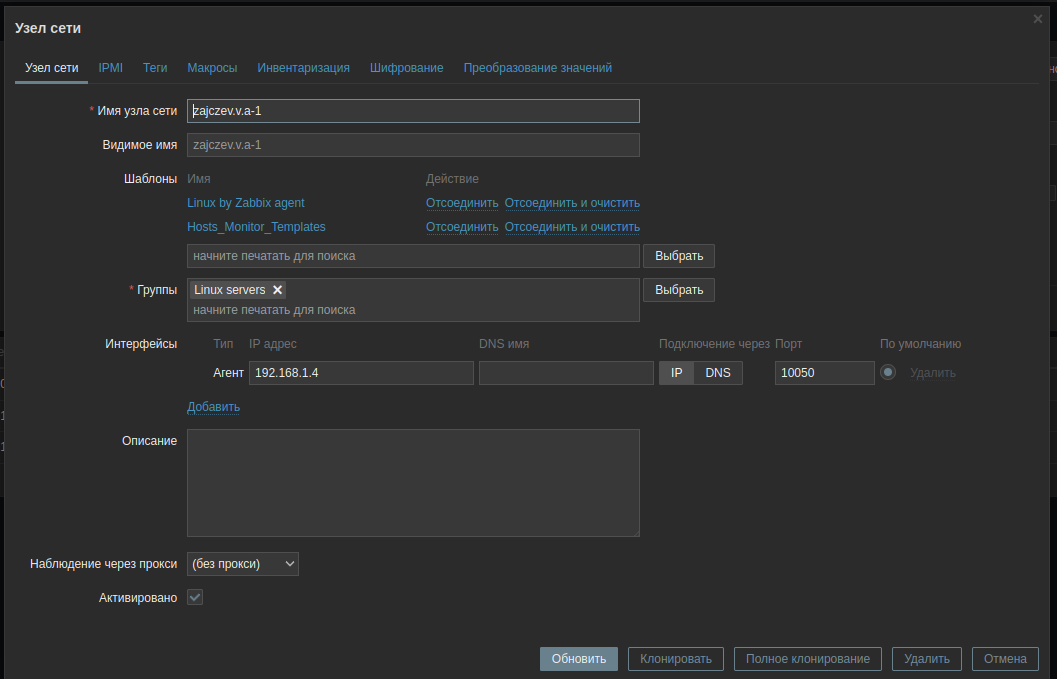 Узел сети
Узел сети IPMI Теги Макросы Инвентаризация Шифрование Преобразование значений
* Имя узла сети zajczev.v.a-1
Видимое имя zajczev.v.a-1
Шаблоны Имя Действие
Linux by Zabbix agent Отсоединить Отсоединить и очистить
Hosts_Monitor_Templates Отсоединить Отсоединить и очистить
начните печатать для поиска Выбрать
* Группы Linux servers Выбрать
начните печатать для поиска
Интерфейсы Тип IP адрес DNS имя Подключение через Порт По умолчанию
Агент 192.168.1.4 IP DNS 10050 Удалить
Добавить
Описание
Наблюдение через прокси (без прокси)
Активировано
Обновить Клонировать Полное клонирование Удалить Отмена